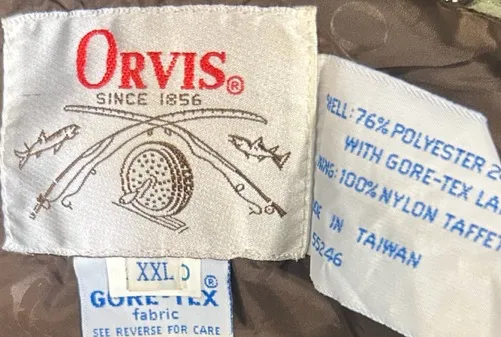 ORVIS®
SINCE 1856
XXL
GORE-TEX®
fabric
SEE REVERSE FOR CARE
76% POLYESTER
WITH GORE-TEX
100% NYLON
IN TAIWAN
55246